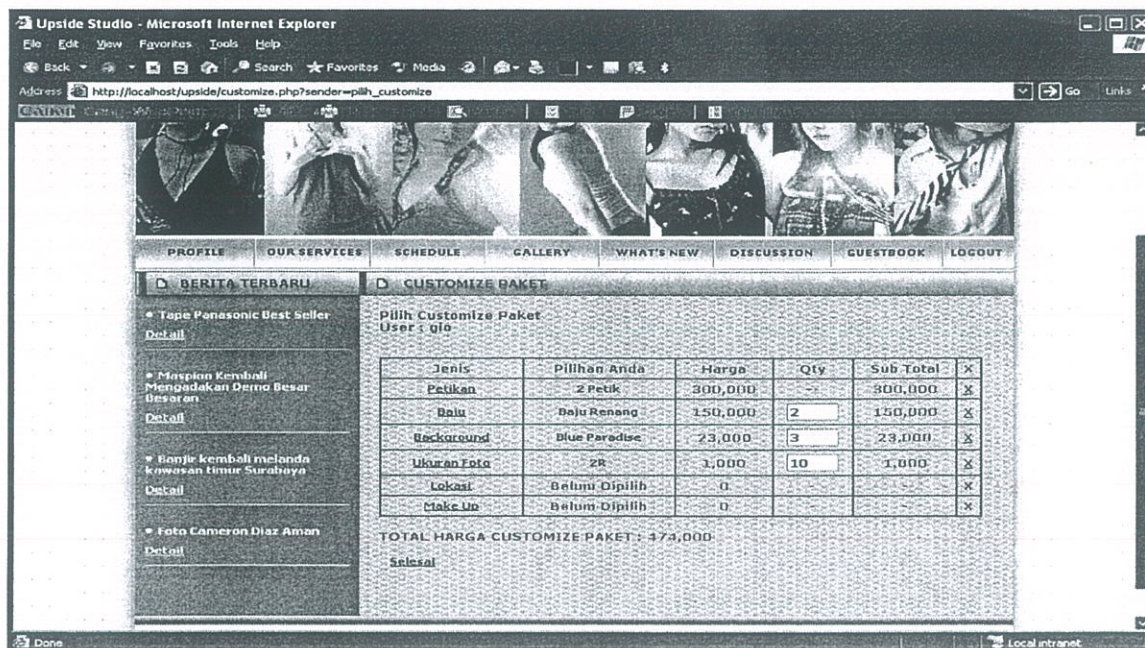 Upside Studio - Microsoft Internet Explorer
File Edit View Favorites Tools Help
Back Search Favorites Media
Address http://localhost/upside/customize.php?sender=pilih_customize Go Links
PROFILE OUR SERVICES SCHEDULE GALLERY WHAT'S NEW DISCUSSION GUESTBOOK LOGOUT
BERITA TERBARU
• Tape Panasonic Best Seller
Detail
• Maspion Kembali
Mengadakan Demo Besar
Besaran
Detail
• Banjir kembali melanda
kawasan timur Surabaya
Detail
• Foto Cameron Diaz Aman
Detail
CUSTOMIZE PAKET
Pilih Customize Paket
User : gio
Jenis Pilihan Anda Harga Qty Sub Total X
Petikan 2 Petik 300,000 -- 300,000 X
Baju Baju Renang 150,000 2 150,000 X
Background Blue Paradise 23,000 3 23,000 X
Ukuran Foto 2R 1,000 10 1,000 X
Lokasi Belum Dipilih 0 - - X
Make Up Belum Dipilih 0 - - X
TOTAL HARGA CUSTOMIZE PAKET : 474,000
Selesai
Done Local intranet